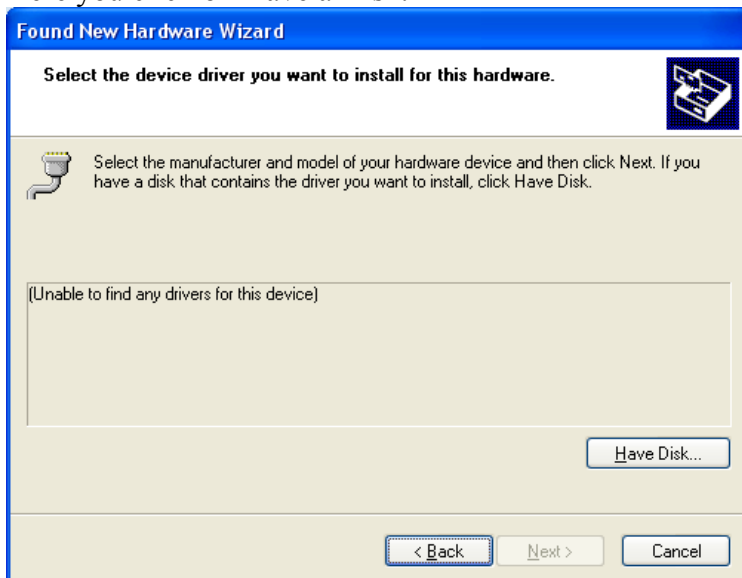 Found New Hardware Wizard
Select the device driver you want to install for this hardware.
Select the manufacturer and model of your hardware device and then click Next. If you
have a disk that contains the driver you want to install, click Have Disk.
(Unable to find any drivers for this device)
Have Disk...
< Back Next > Cancel